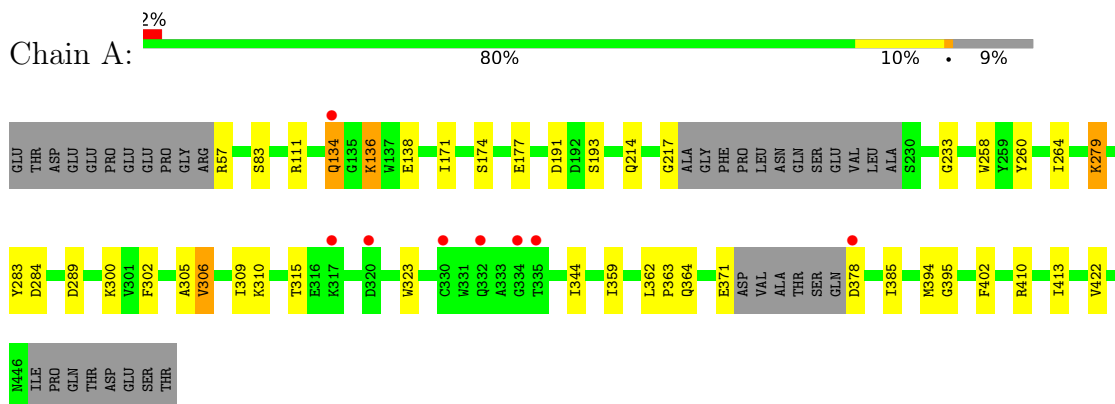 2%
Chain A:
80% 10% • 9%
GLU THR ASP GLU GLU PRO GLU GLU PRO GLY ARG R57 S83 R111 Q134 G135 K136 W137 E138 I171 S174 E177 D191 D192 S193 Q214 G217 ALA GLY PHE PRO LEU ASN GLN SER GLU VAL LEU ALA S230 G233 W258 Y259 Y260 I264 K279
Y283 D284 D289 K300 V301 F302 A305 V306 I309 K310 T315 E316 K317 D320 W323 C330 W331 Q332 A333 G334 T335 I344 I359 L362 P363 Q364 E371 ASP VAL ALA THR SER GLN D378 I385 M394 G395 F402 R410 I413 V422
N446 ILE PRO GLN THR ASP GLU SER THR